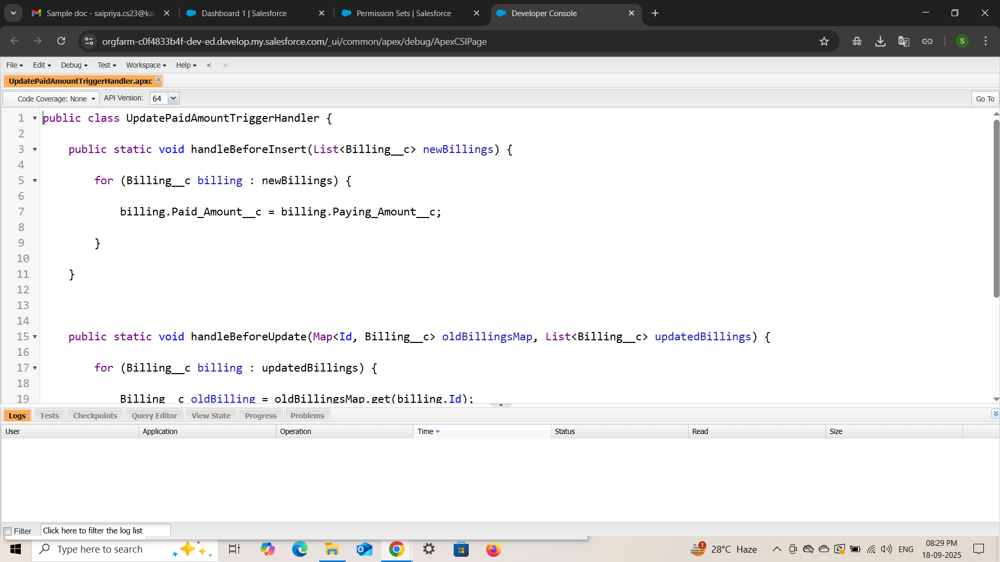 Sample doc - saipriya.cs23@kas
Dashboard 1 | Salesforce
Permission Sets | Salesforce
Developer Console
orgfarm-c0f4833b4f-dev-ed.develop.my.salesforce.com/_ui/common/apex/debug/ApexCSIPage
S
File Edit Debug Test Workspace Help < >
UpdatePaidAmountTriggerHandler.apxc
Code Coverage: None API Version: 64 Go To
1 public class UpdatePaidAmountTriggerHandler {
2
3 public static void handleBeforeInsert(List<Billing__c> newBillings) {
4
5 for (Billing__c billing : newBillings) {
6
7 billing.Paid_Amount__c = billing.Paying_Amount__c;
8
9 }
10
11 }
12
13
14
15 public static void handleBeforeUpdate(Map<Id, Billing__c> oldBillingsMap, List<Billing__c> updatedBillings) {
16
17 for (Billing__c billing : updatedBillings) {
18
19 Billing__c oldBilling = oldBillingsMap.get(billing.Id);
Logs Tests Checkpoints Query Editor View State Progress Problems
User Application Operation Time Status Read Size
Filter Click here to filter the log list
Type here to search
1 28°C Haze ENG 08:29 PM
18-09-2025